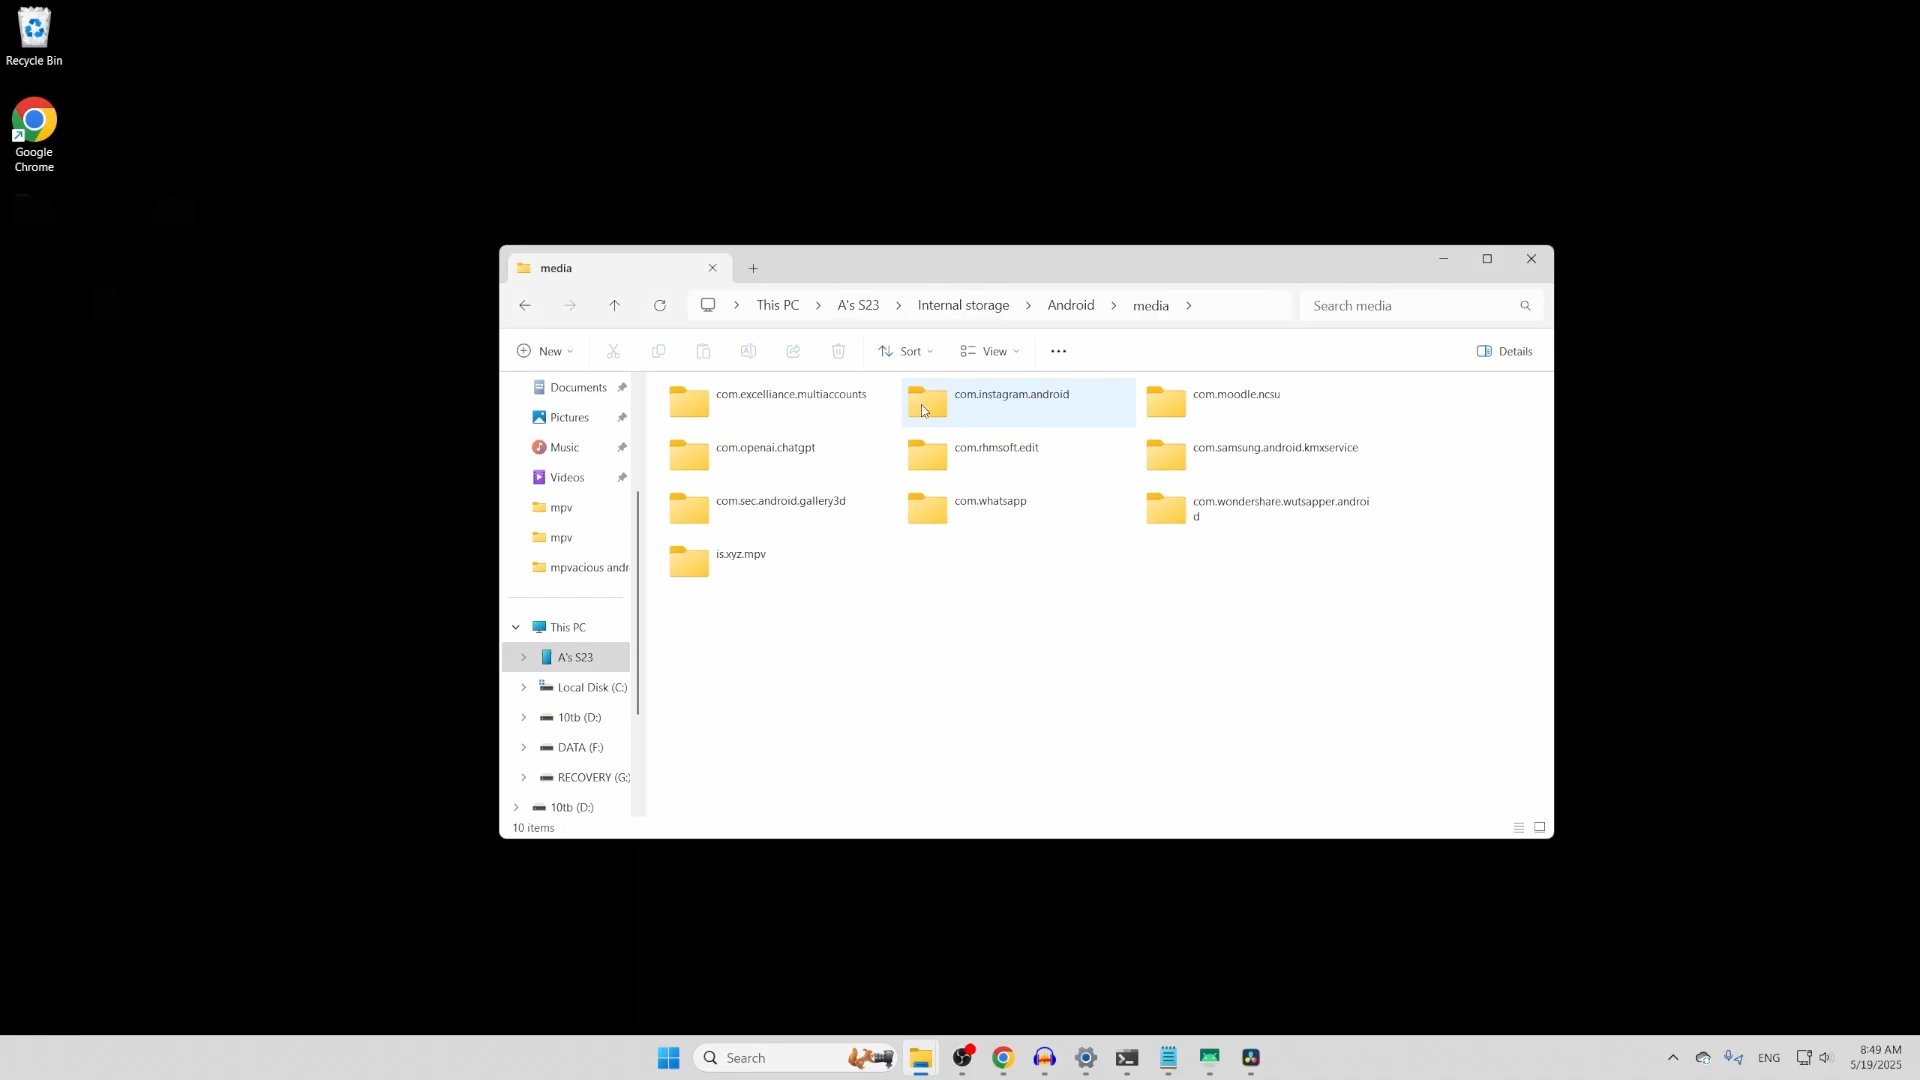 Recycle Bin
Google
Chrome
media
This PC
A's S23
Internal storage
Android
media
Search media
New
Sort
View
Details
Documents
Pictures
Music
Videos
mpv
mpv
mpvacious andr
This PC
A's S23
Local Disk (C:)
10tb (D:)
DATA (F:)
RECOVERY (G:)
10tb (D:)
com.excelliance.multiaccounts
com.instagram.android
com.moodle.ncsu
com.openai.chatgpt
com.rhmsoft.edit
com.samsung.android.kmxservice
com.sec.android.gallery3d
com.whatsapp
com.wondershare.wutsapper.androi
d
is.xyz.mpv
10 items
Search
ENG
8:49 AM
5/19/2025